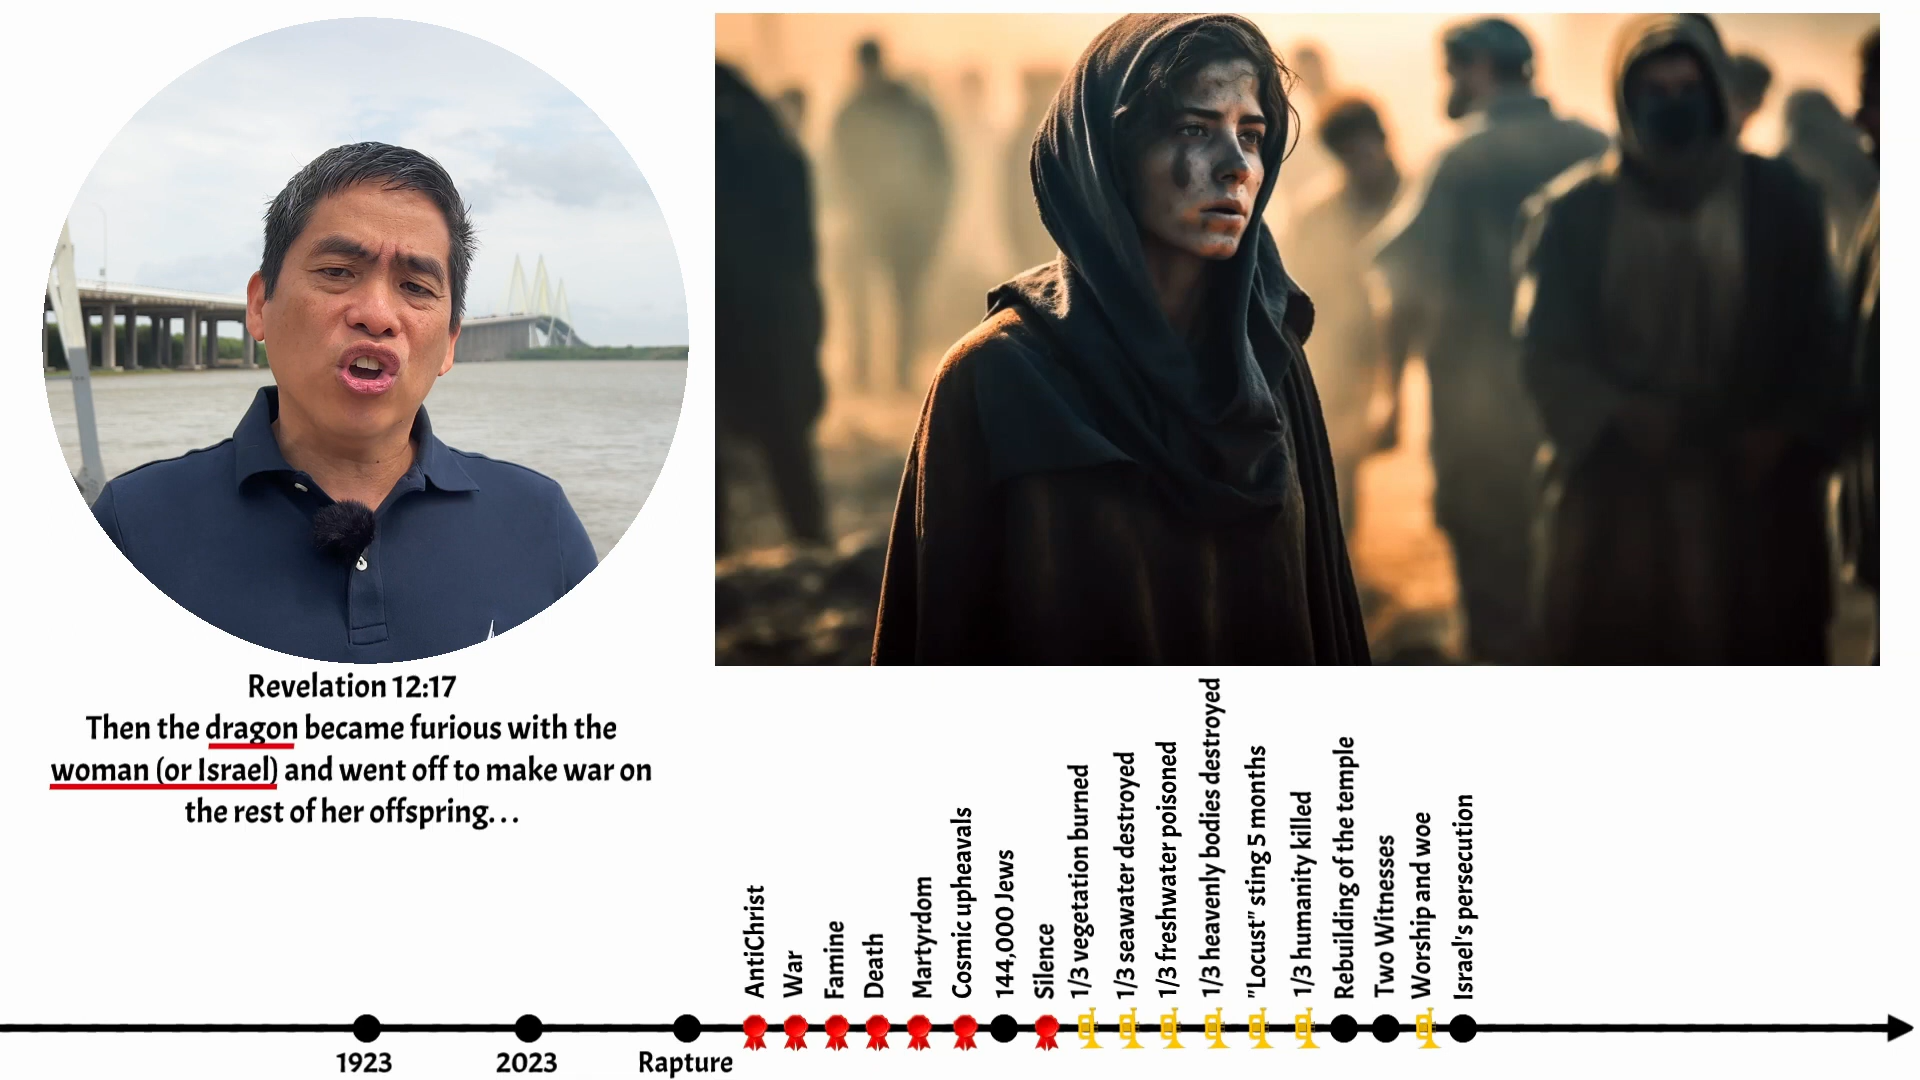 Revelation 12:17
Then the dragon became furious with the
woman (or Israel) and went off to make war on
the rest of her offspring...
AntiChrist
War
Famine
Death
Martyrdom
Cosmic upheavals
144,000 Jews
Silence
1/3 vegetation burned
1/3 seawater destroyed
1/3 freshwater poisoned
1/3 heavenly bodies destroyed
"Locust" sting 5 months
1/3 humanity killed
Rebuilding of the temple
Two Witnesses
Worship and woe
Israel's persecution
1923
2023
Rapture